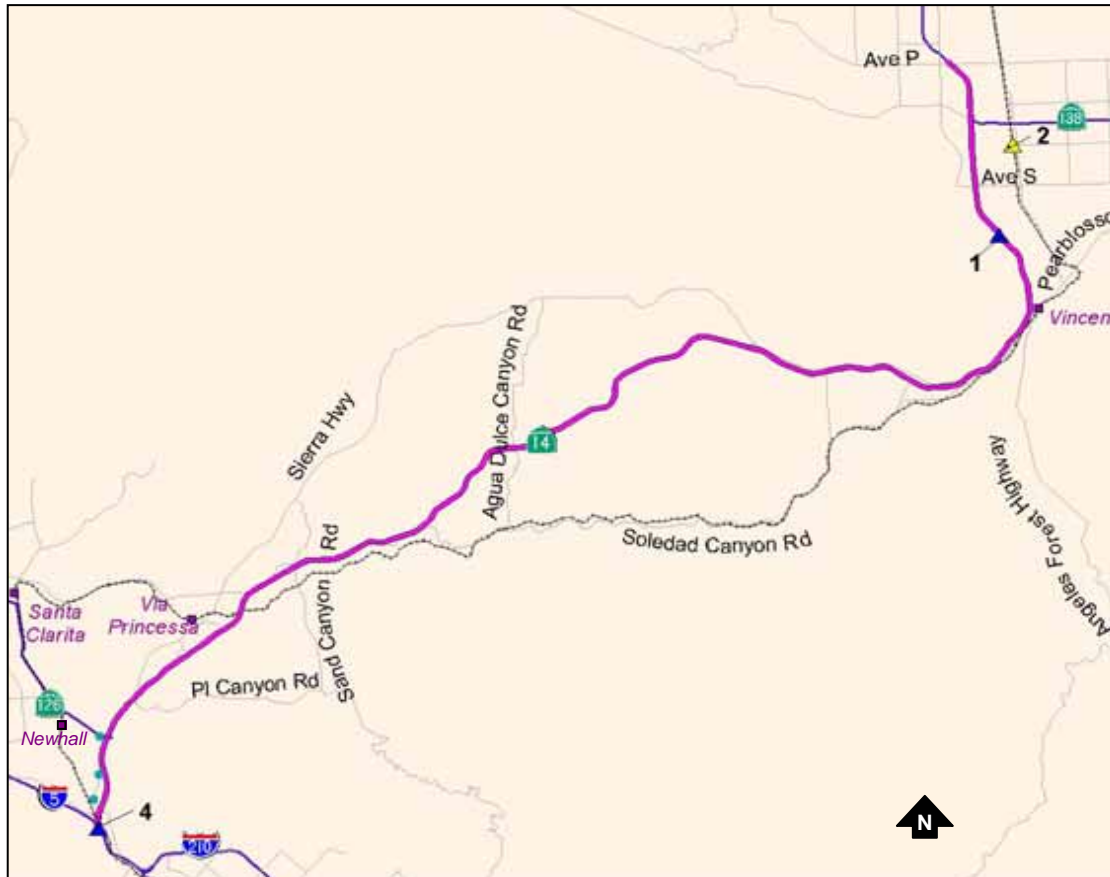 Ave P
138
2
Ave S
Pearblosso
1
Vincen
Agua Dulce Canyon Rd
Sierra Hwy
14
Angeles Forest Highway
Soledad Canyon Rd
Sand Canyon Rd
Santa
Clarita
Via
Princessa
Pl Canyon Rd
126
Newhall
5
4
210
N